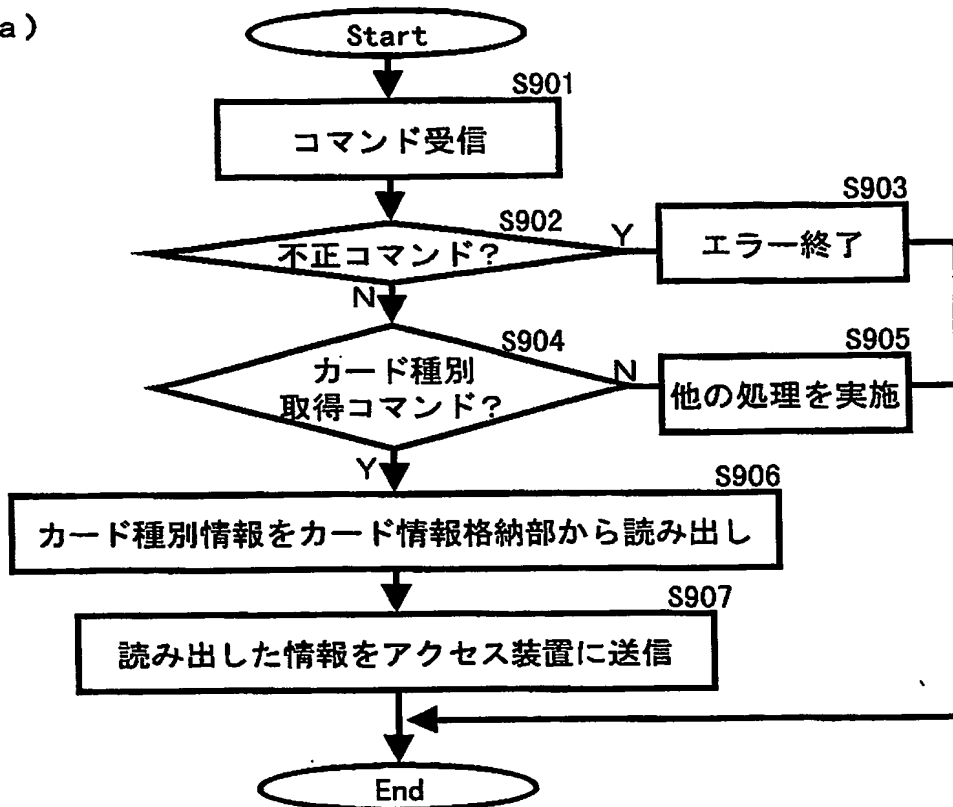 a)
Start
S901
コマンド受信
S902
不正コマンド?
Y
N
S903
エラー終了
S904
カード種別
取得コマンド?
N
Y
S905
他の処理を実施
S906
カード種別情報をカード情報格納部から読み出し
S907
読み出した情報をアクセス装置に送信
End